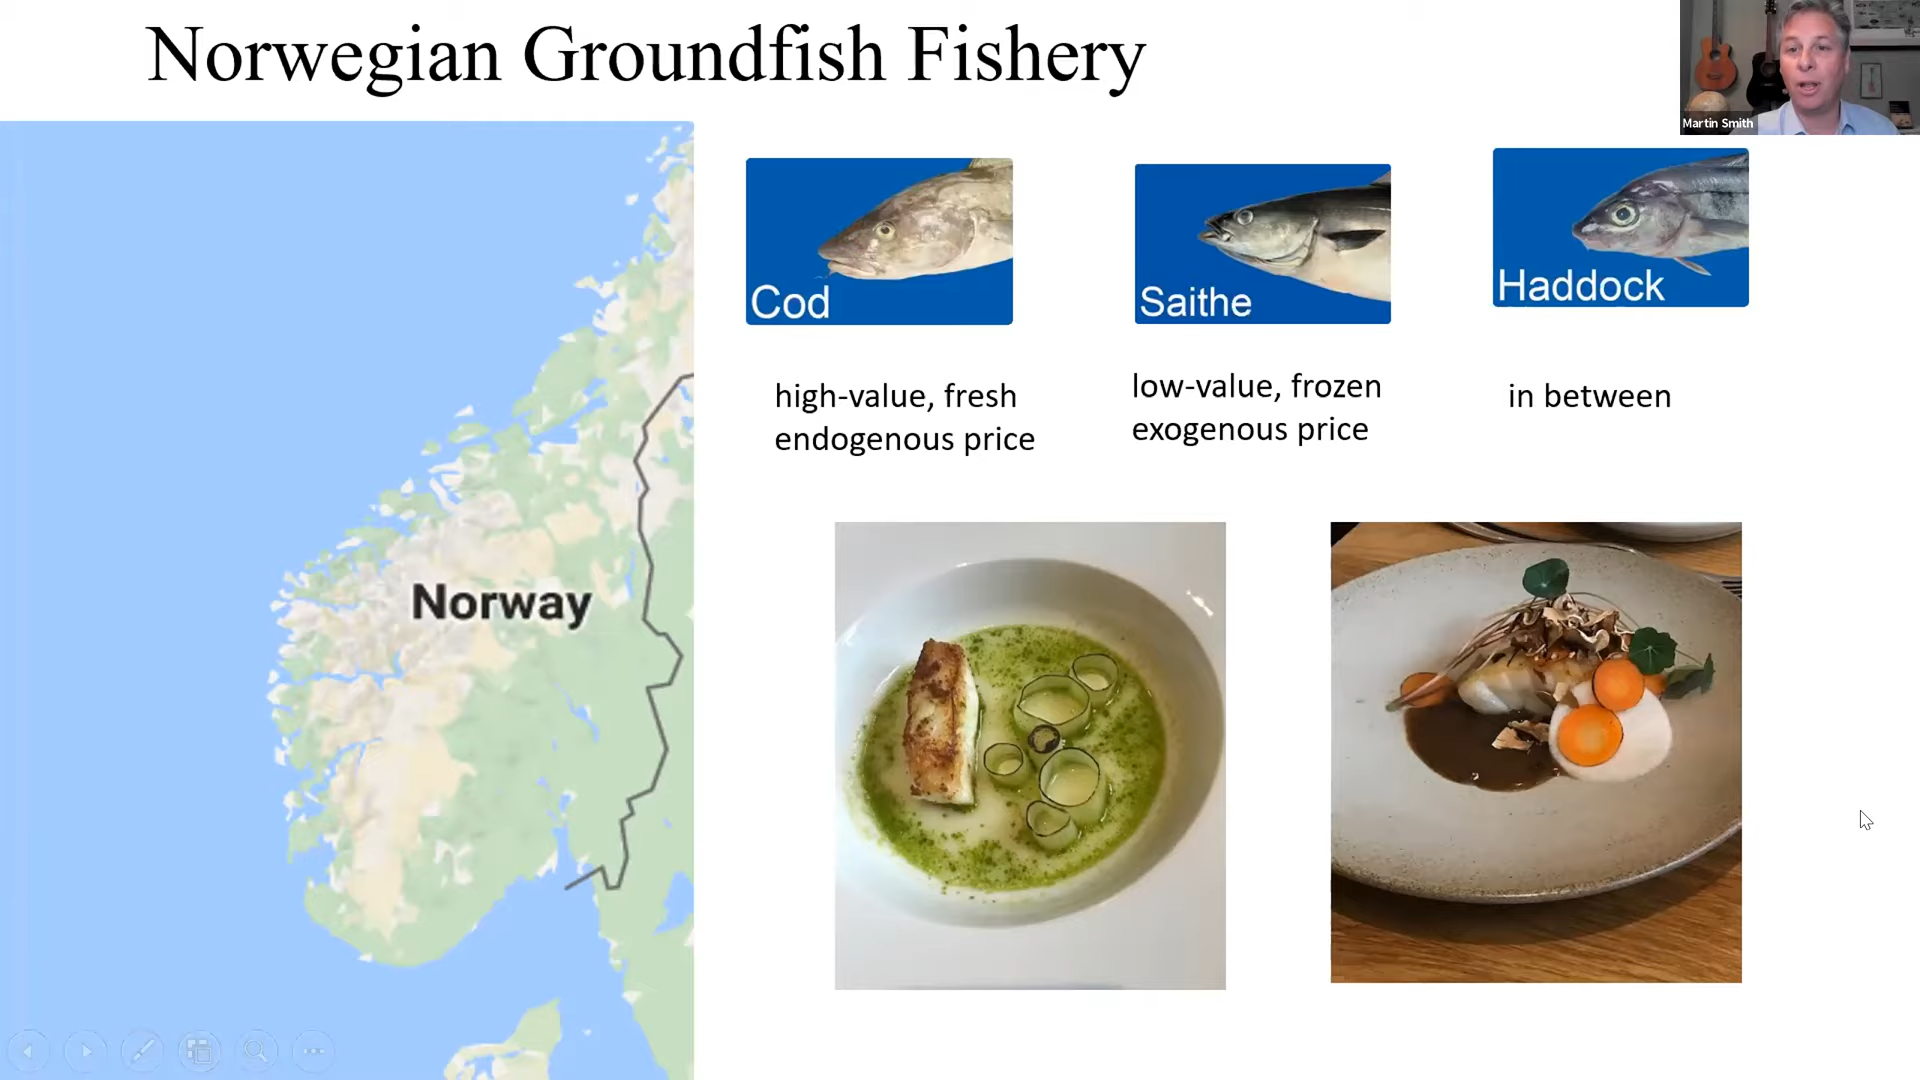 Norwegian Groundfish Fishery
Martin Smith
Cod
Saithe
Haddock
high-value, fresh
endogenous price
low-value, frozen
exogenous price
in between
Norway